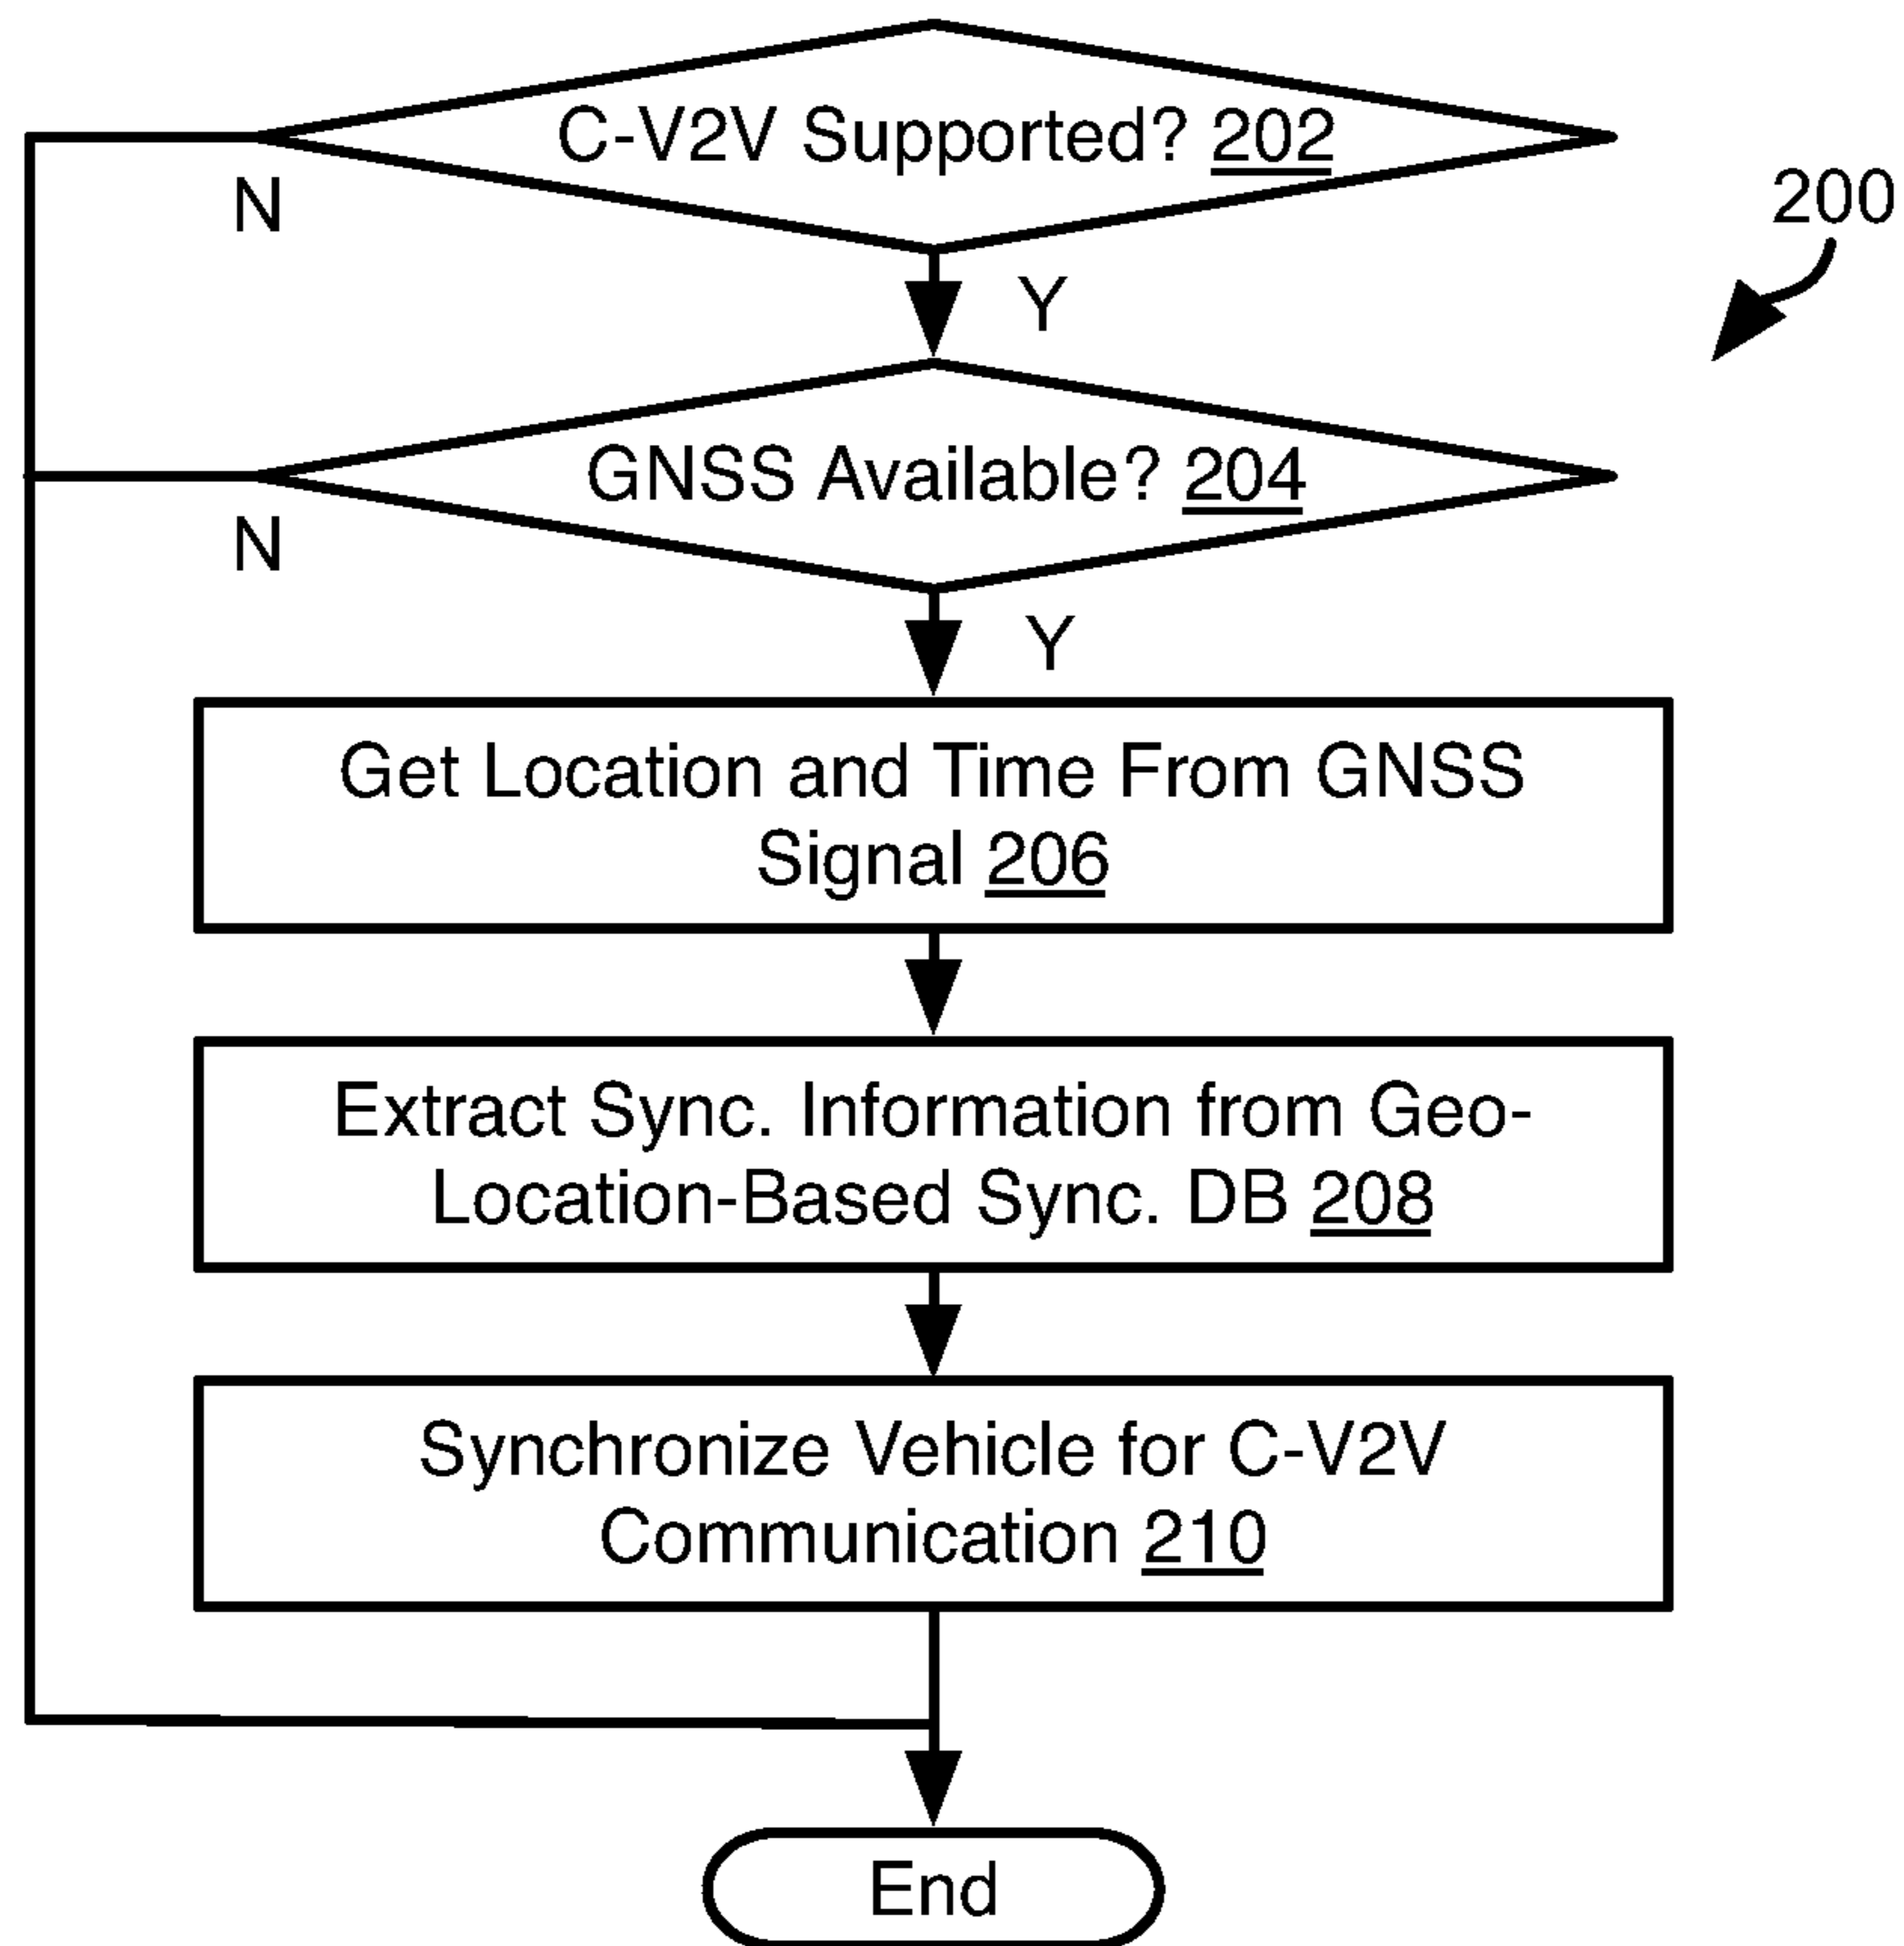 C-V2V Supported? 202
N
200
Y
GNSS Available? 204
N
Y
Get Location and Time From GNSS
Signal 206
Extract Sync. Information from Geo-
Location-Based Sync. DB 208
Synchronize Vehicle for C-V2V
Communication 210
End